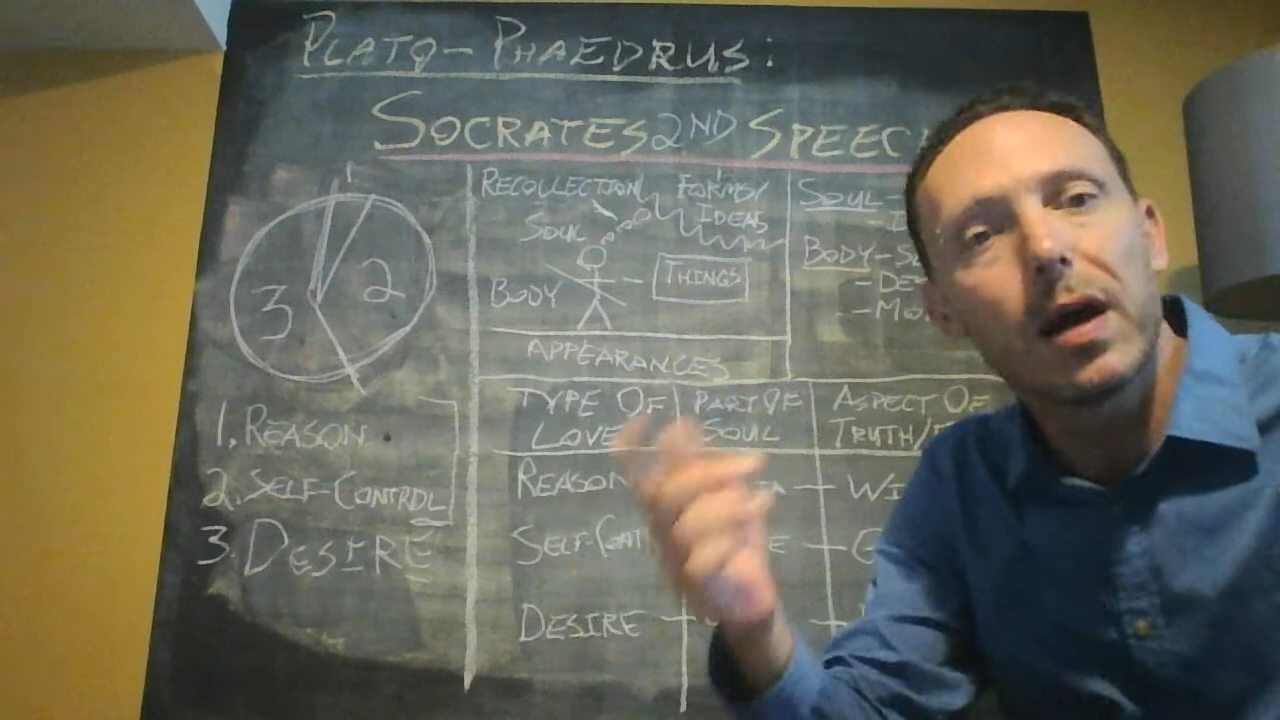 PLATO - PHAEDRUS:
SOCRATES 2ND SPEEC
1
2
3
1. REASON
2. SELF-CONTROL
3. DESIRE
RECOLLECTION
FORMS/
IDEAS
SOUL
BODY
THINGS
APPEARANCES
SOUL -
BODY -
TYPE OF
LOVE
PART OF
SOUL
ASPECT OF
TRUTH/
REASON
SELF-CONT
DESIRE